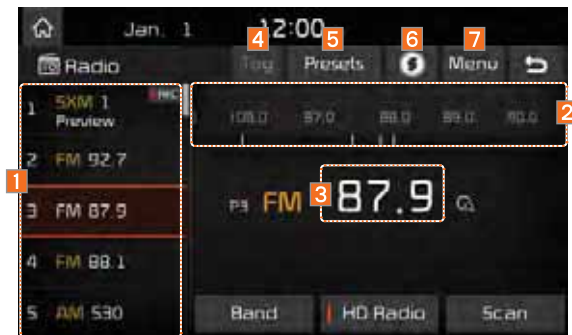 Jan. 1 12:00
Radio
4 Tag
5 Presets
6
7 Menu
1
1 SXM 1
Preview
2 FM 92.7
3 FM 87.9
4 FM 88.1
5 AM 530
108.0 87.0 88.0 89.0 90.0
2
P3 FM 3 87.9
Band
HD Radio
Scan